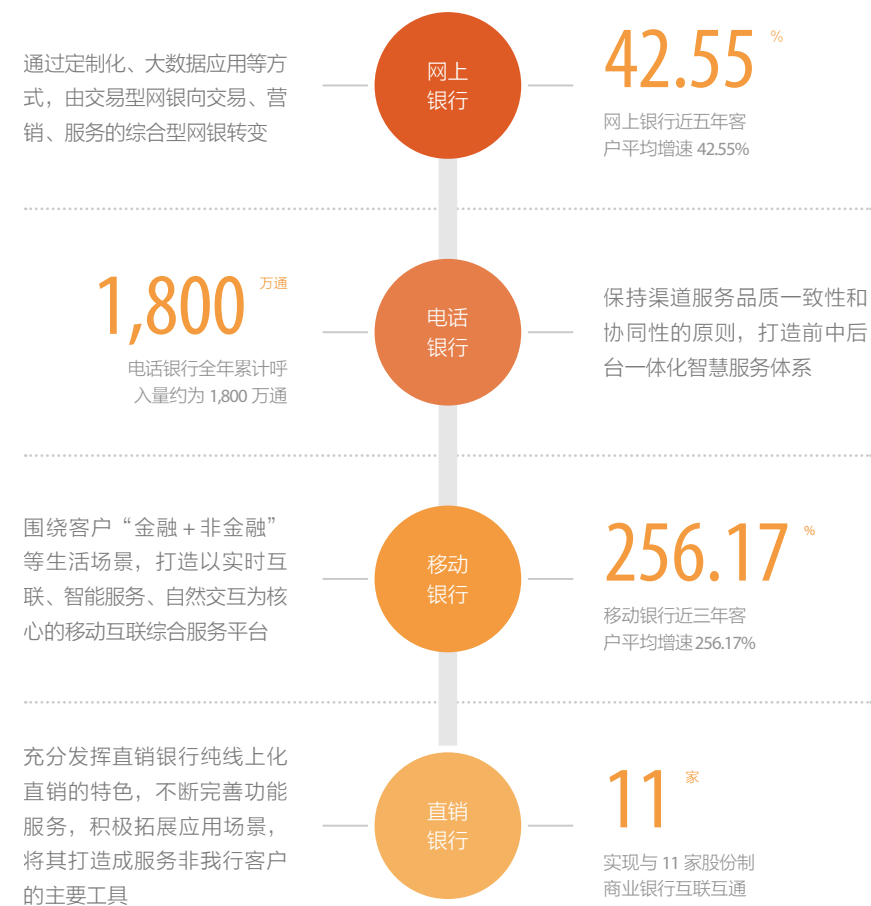 通过定制化、大数据应用等方
式，由交易型网银向交易、营
销、服务的综合型网银转变
网上
银行
42.55 %
网上银行近五年客
户平均增速 42.55%
1,800 万通
电话银行全年累计呼
入量约为 1,800 万通
电话
银行
保持渠道服务品质一致性和
协同性的原则，打造前中后
台一体化智慧服务体系
围绕客户“金融 + 非金融”
等生活场景，打造以实时互
联、智能服务、自然交互为核
心的移动互联综合服务平台
移动
银行
256.17 %
移动银行近三年客
户平均增速 256.17%
充分发挥直销银行纯线上化
直销的特色，不断完善功能
服务，积极拓展应用场景，
将其打造成服务非我行客户
的主要工具
直销
银行
11 家
实现与 11 家股份制
商业银行互联互通